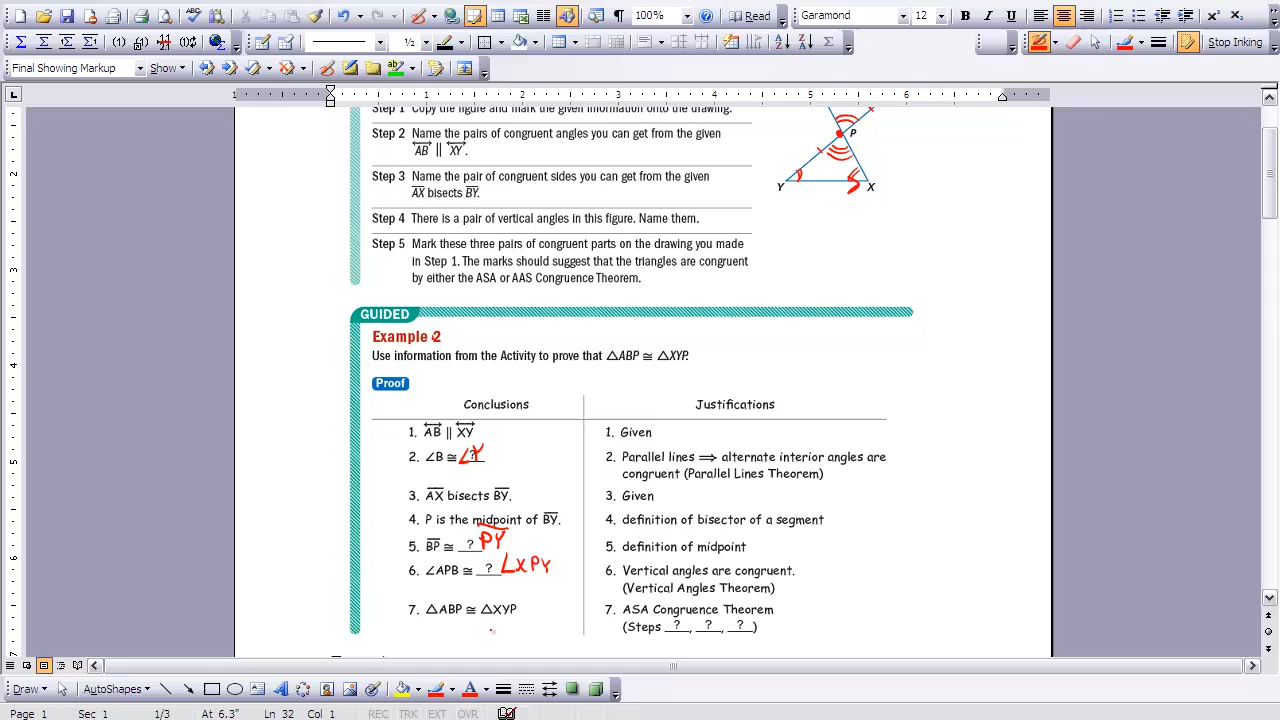 100%
Read
Garamond
12
B I U
½
Stop Inking
Final Showing Markup
Show
1 1 2 3 4 5 6
Step 1 Copy the figure and mark the given information onto the drawing.
Step 2 Name the pairs of congruent angles you can get from the given
AB ∥ XY.
Step 3 Name the pair of congruent sides you can get from the given
AX bisects BY.
Step 4 There is a pair of vertical angles in this figure. Name them.
Step 5 Mark these three pairs of congruent parts on the drawing you made
in Step 1. The marks should suggest that the triangles are congruent
by either the ASA or AAS Congruence Theorem.
P
Y X
GUIDED
Example 2
Use information from the Activity to prove that △ABP ≅ △XYP.
Proof
Conclusions Justifications
1. AB ∥ XY 1. Given
2. ∠B ≅ ? ∠Y 2. Parallel lines ⟹ alternate interior angles are
congruent (Parallel Lines Theorem)
3. AX bisects BY. 3. Given
4. P is the midpoint of BY. 4. definition of bisector of a segment
5. BP ≅ ? PY 5. definition of midpoint
6. ∠APB ≅ ? ∠XPY 6. Vertical angles are congruent.
(Vertical Angles Theorem)
7. △ABP ≅ △XYP 7. ASA Congruence Theorem
(Steps ?, ?, ?)
Draw AutoShapes
Page 1 Sec 1 1/3 At 6.3" Ln 32 Col 1 REC TRK EXT OVR